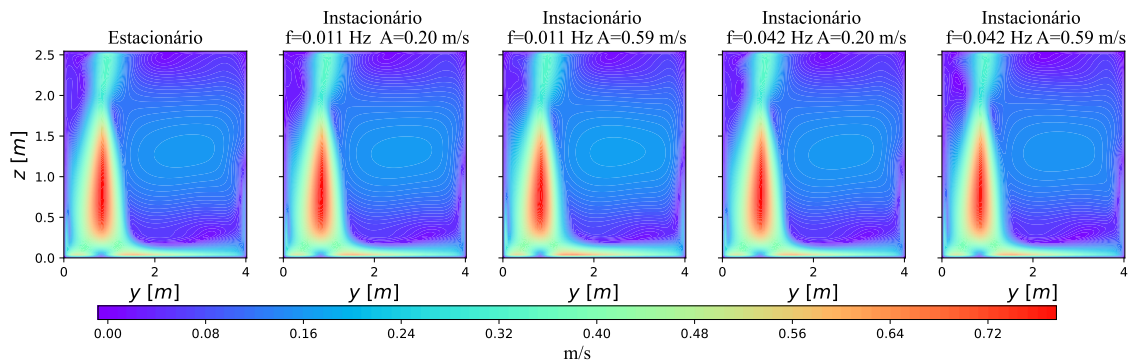 Estacionário
Instacionário
f=0.011 Hz  A=0.20 m/s
Instacionário
f=0.011 Hz A=0.59 m/s
Instacionário
f=0.042 Hz A=0.20 m/s
Instacionário
f=0.042 Hz A=0.59 m/s
z [m]
2.5
2.0
1.5
1.0
0.5
0.0
0 2 4
0 2 4
0 2 4
0 2 4
0 2 4
y [m]
y [m]
y [m]
y [m]
y [m]
0.00 0.08 0.16 0.24 0.32 0.40 0.48 0.56 0.64 0.72
m/s